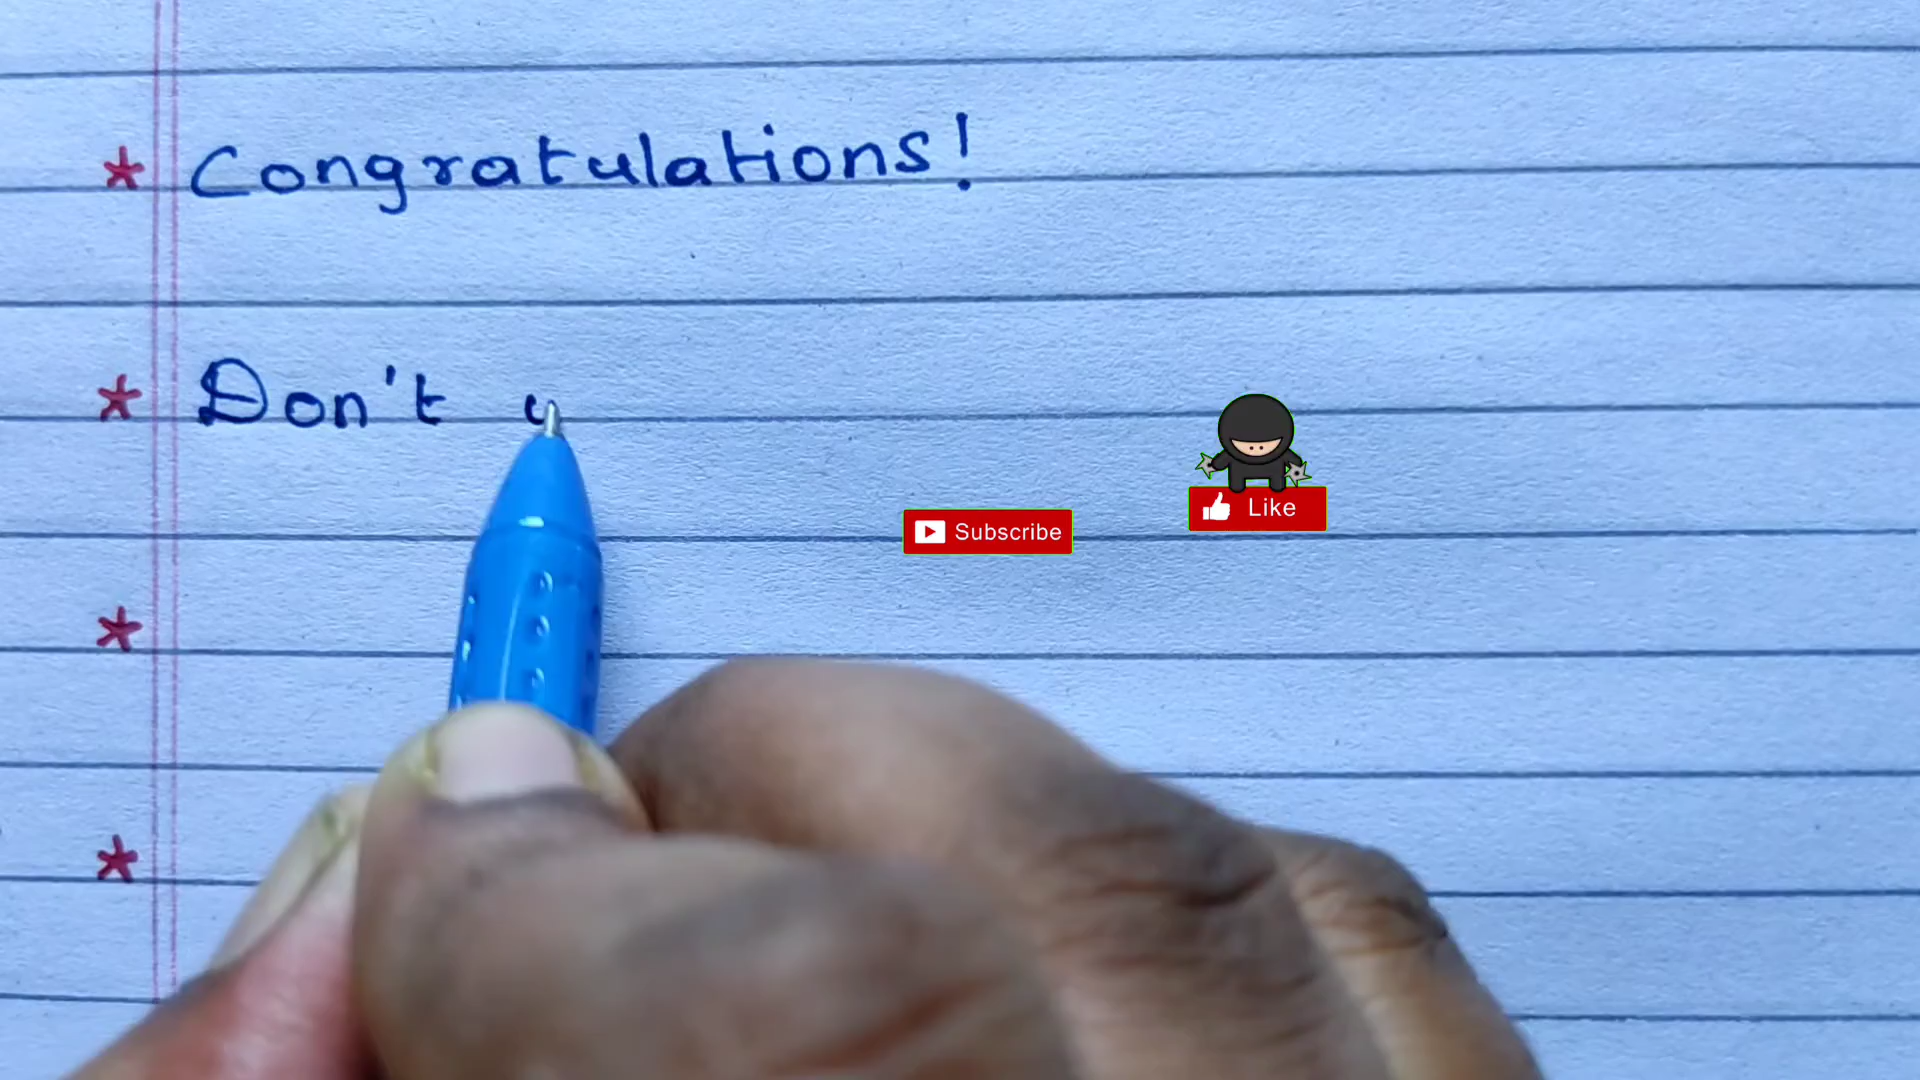 * Congratulations!
* Don't
Like
Subscribe
*
*